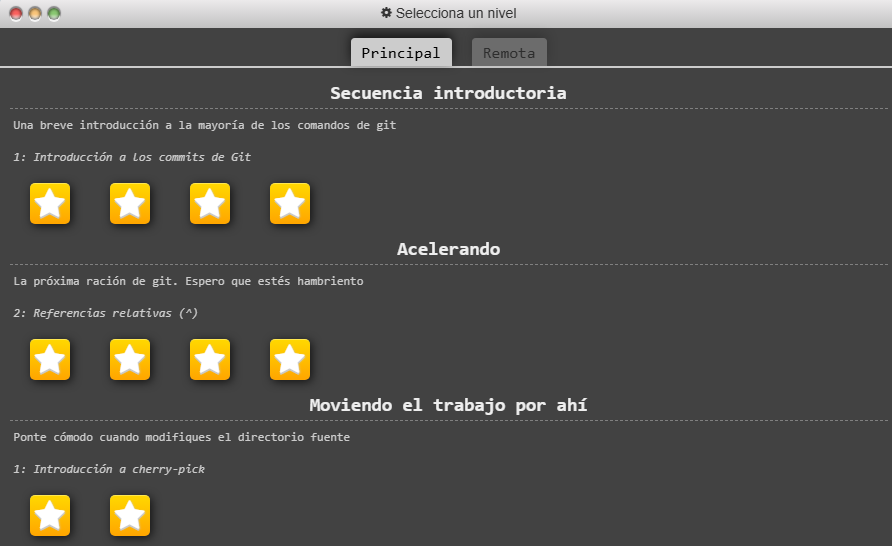 Selecciona un nivel
Principal
Remota
Secuencia introductoria
Una breve introducción a la mayoría de los comandos de git
1: Introducción a los commits de Git
Acelerando
La próxima ración de git. Espero que estés hambriento
2: Referencias relativas (^)
Moviendo el trabajo por ahí
Ponte cómodo cuando modifiques el directorio fuente
1: Introducción a cherry-pick